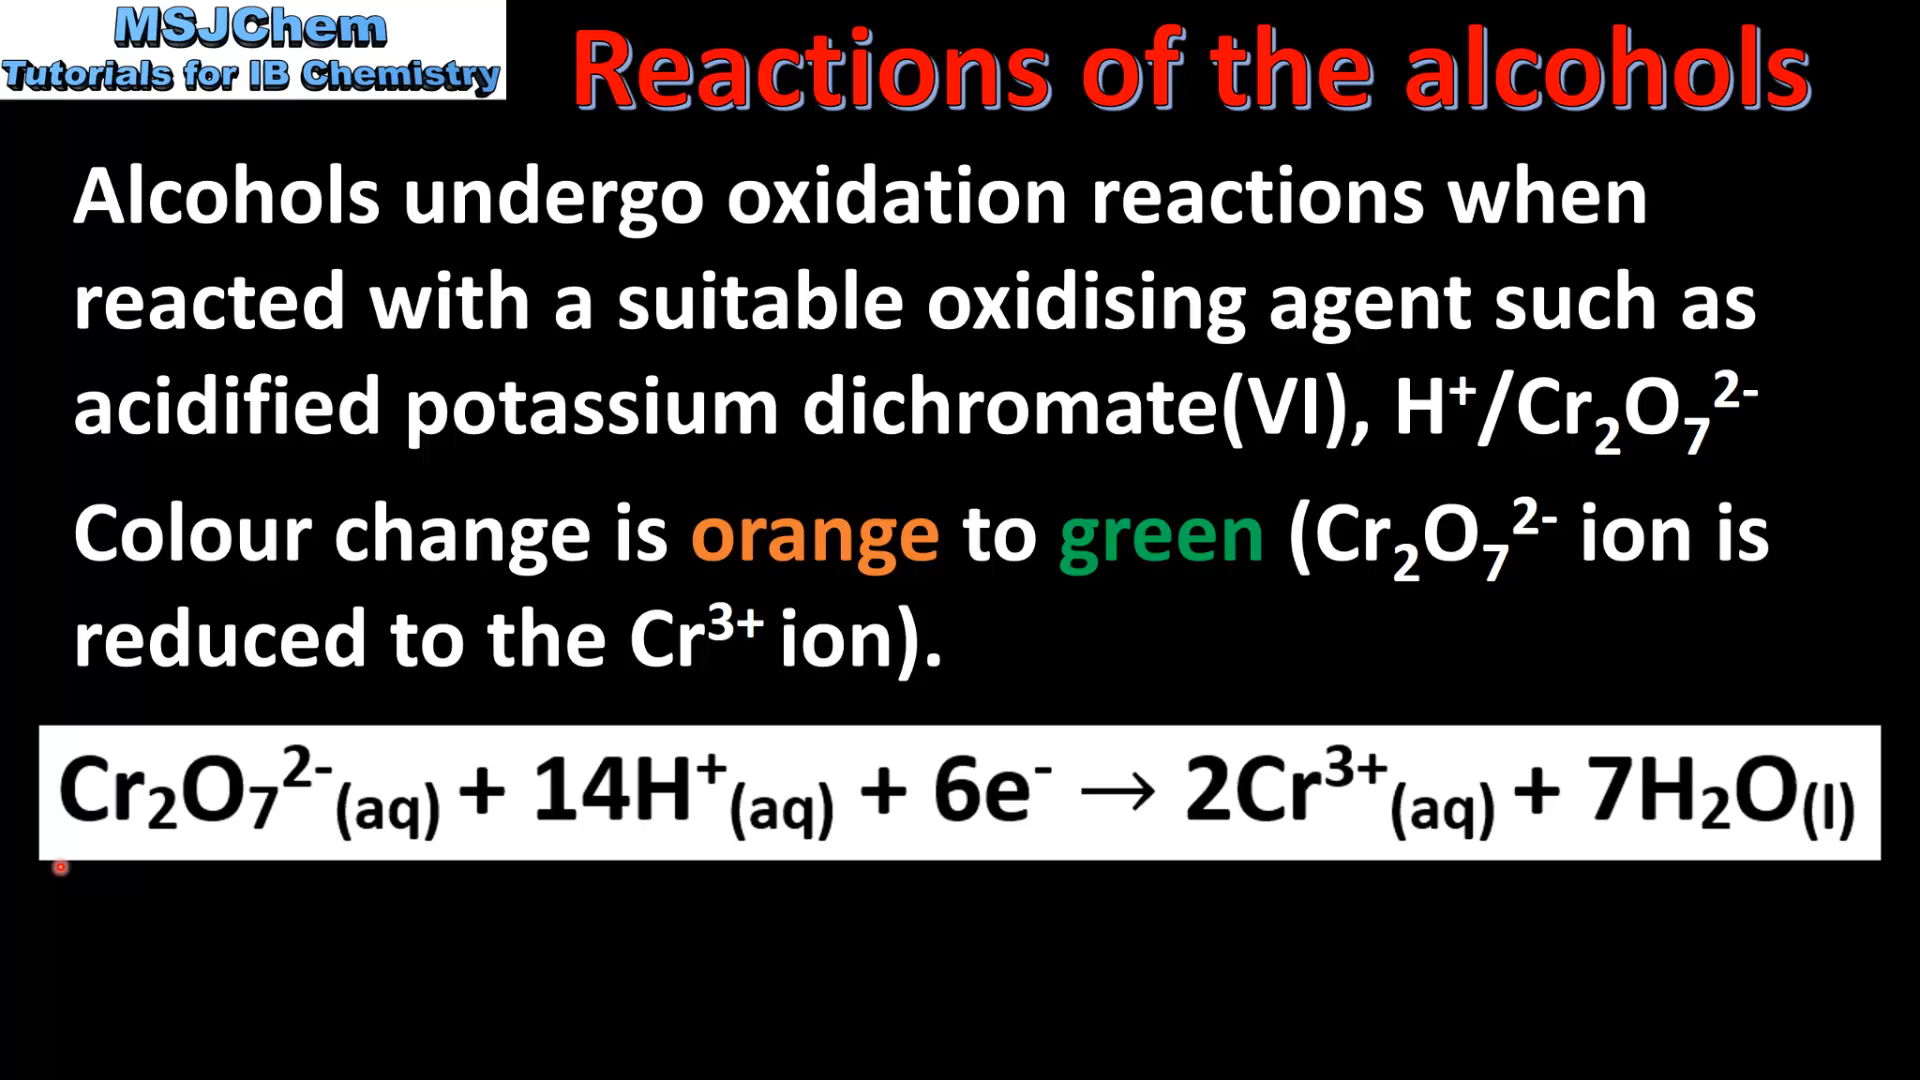 MSJChem
Tutorials for IB Chemistry
Reactions of the alcohols
Alcohols undergo oxidation reactions when
reacted with a suitable oxidising agent such as
acidified potassium dichromate(VI), H⁺/Cr₂O₇²⁻
Colour change is orange to green (Cr₂O₇²⁻ ion is
reduced to the Cr³⁺ ion).
Cr₂O₇²⁻(aq) + 14H⁺(aq) + 6e⁻ → 2Cr³⁺(aq) + 7H₂O(l)